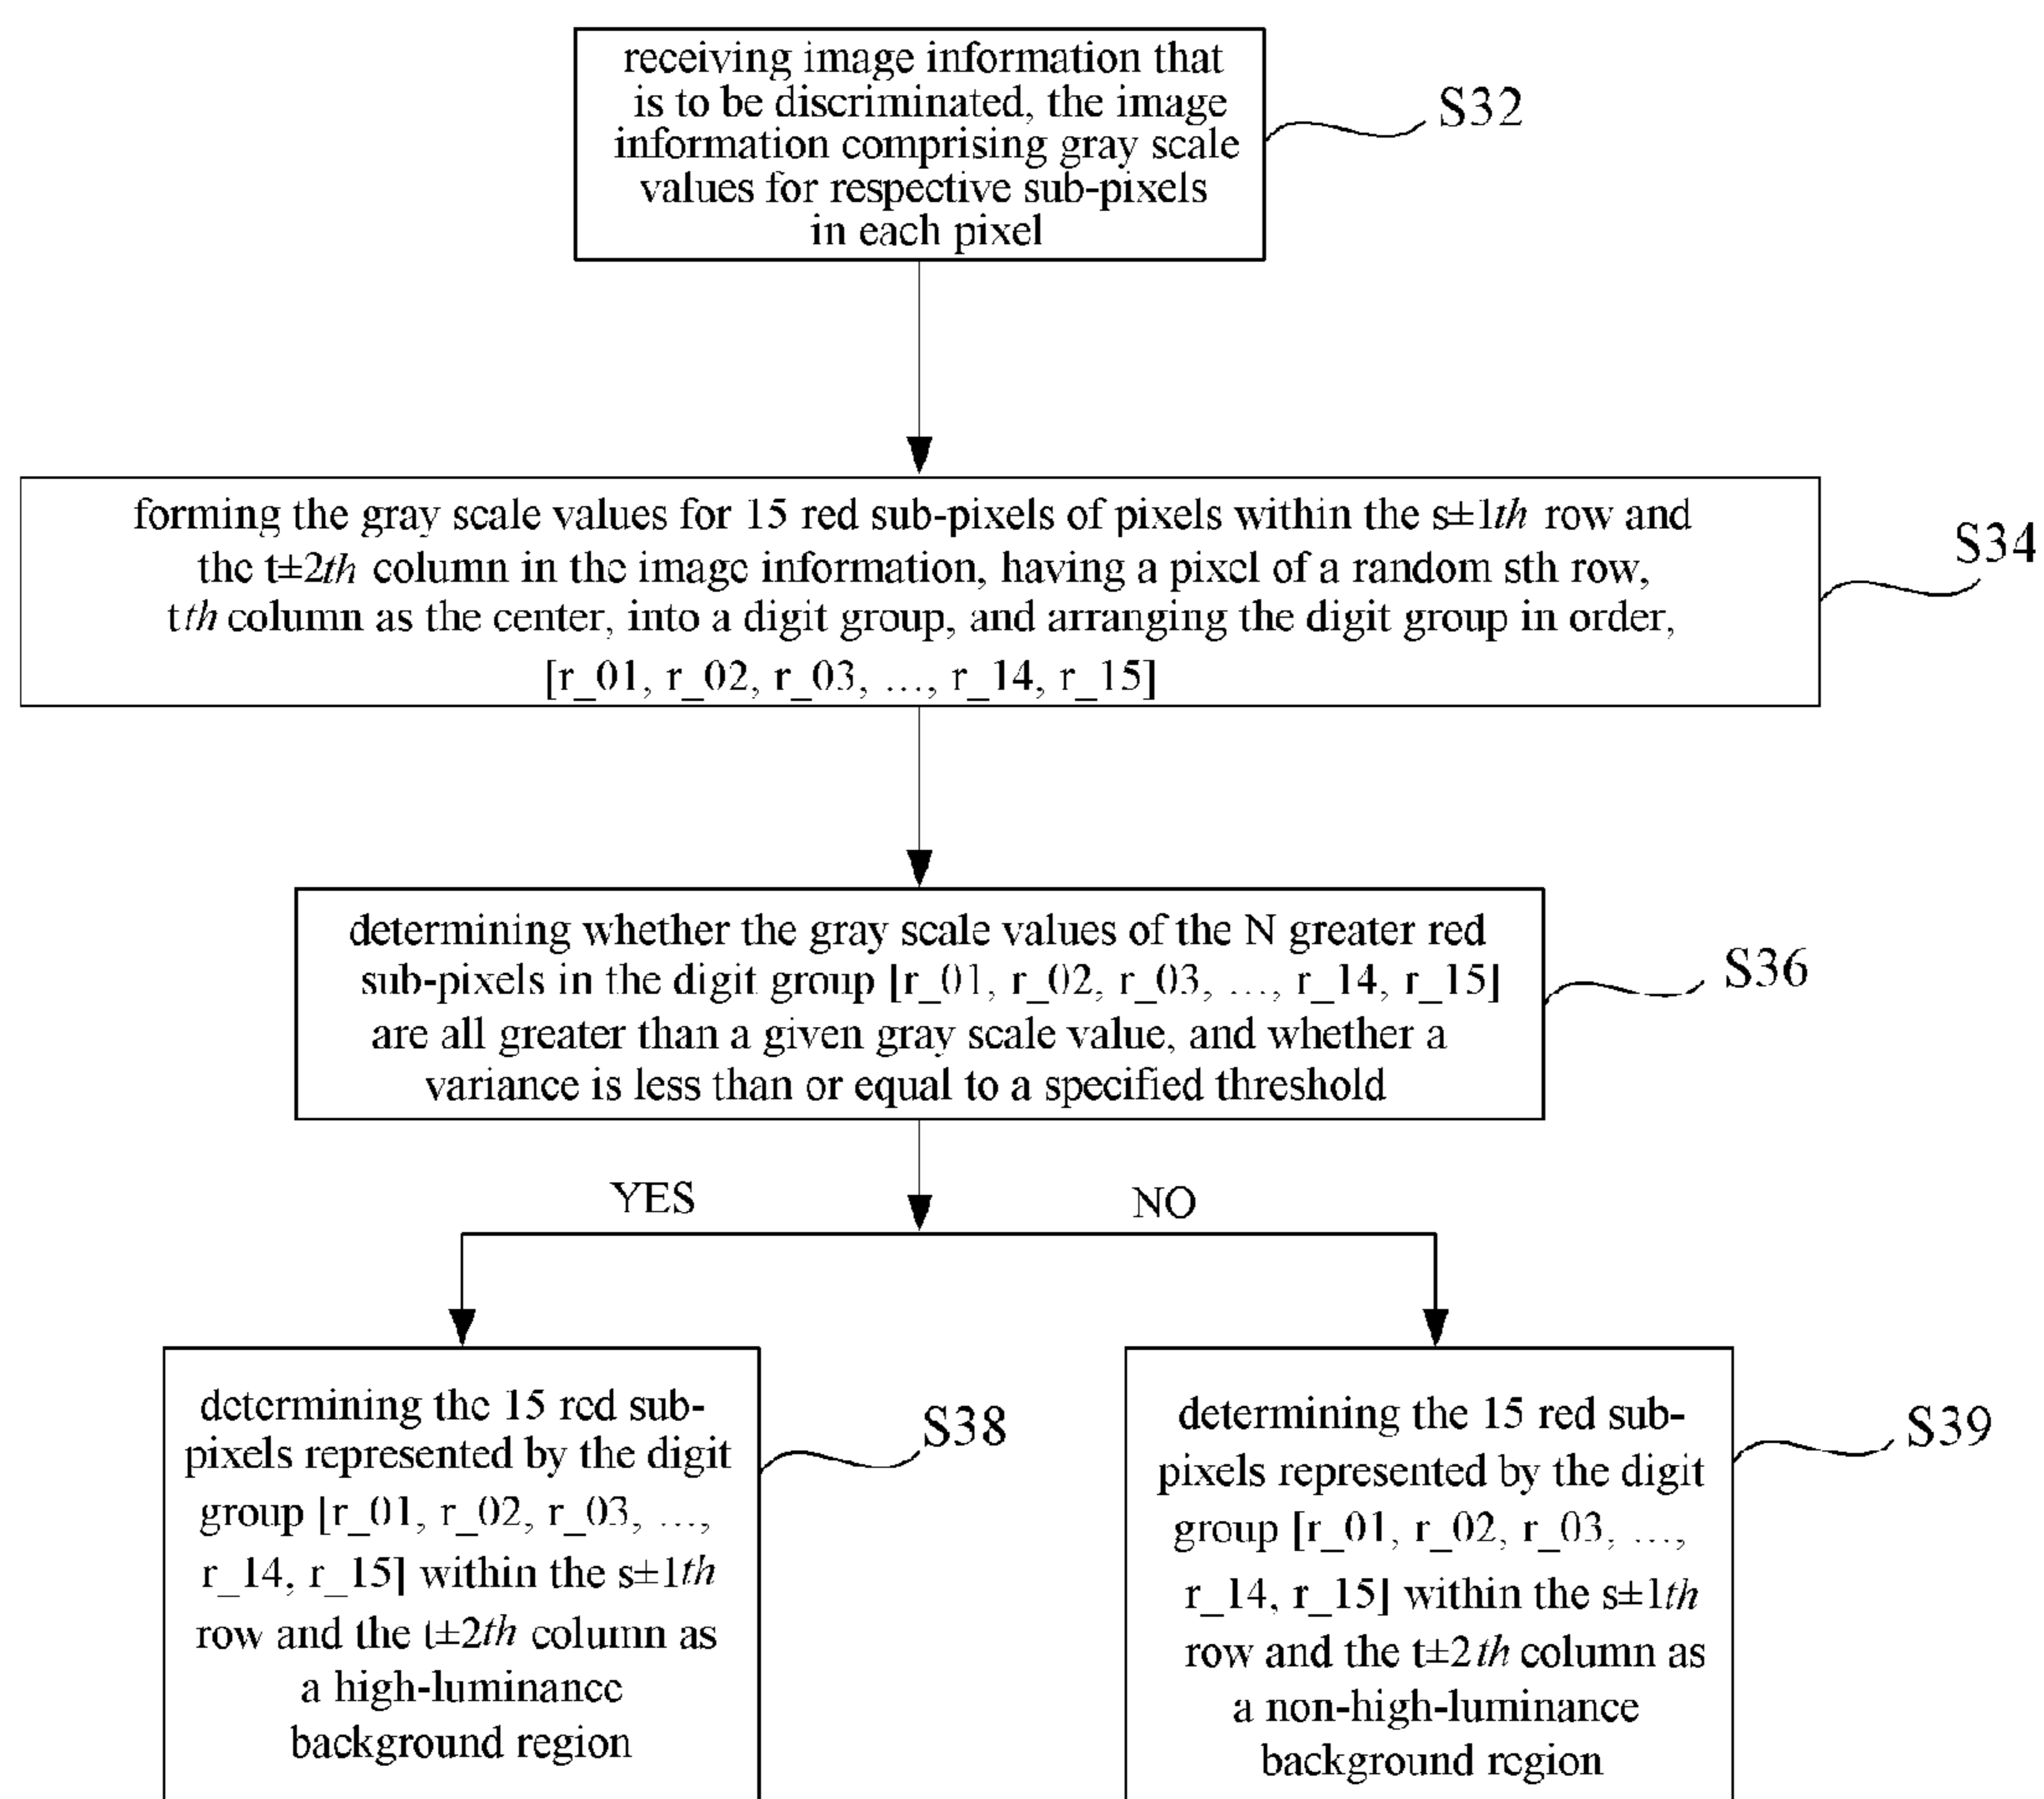 receiving image information that
is to be discriminated, the image
information comprising gray scale
values for respective sub-pixels
in each pixel
S32
forming the gray scale values for 15 red sub-pixels of pixels within the s±1th row and
the t±2th column in the image information, having a pixel of a random sth row,
tth column as the center, into a digit group, and arranging the digit group in order,
[r_01, r_02, r_03, ..., r_14, r_15]
S34
determining whether the gray scale values of the N greater red
sub-pixels in the digit group [r_01, r_02, r_03, ..., r_14, r_15]
are all greater than a given gray scale value, and whether a
variance is less than or equal to a specified threshold
S36
YES
NO
determining the 15 red sub-
pixels represented by the digit
group [r_01, r_02, r_03, ...,
r_14, r_15] within the s±1th
row and the t±2th column as
a high-luminance
background region
S38
determining the 15 red sub-
pixels represented by the digit
group [r_01, r_02, r_03, ...,
r_14, r_15] within the s±1th
row and the t±2th column as
a non-high-luminance
background region
S39